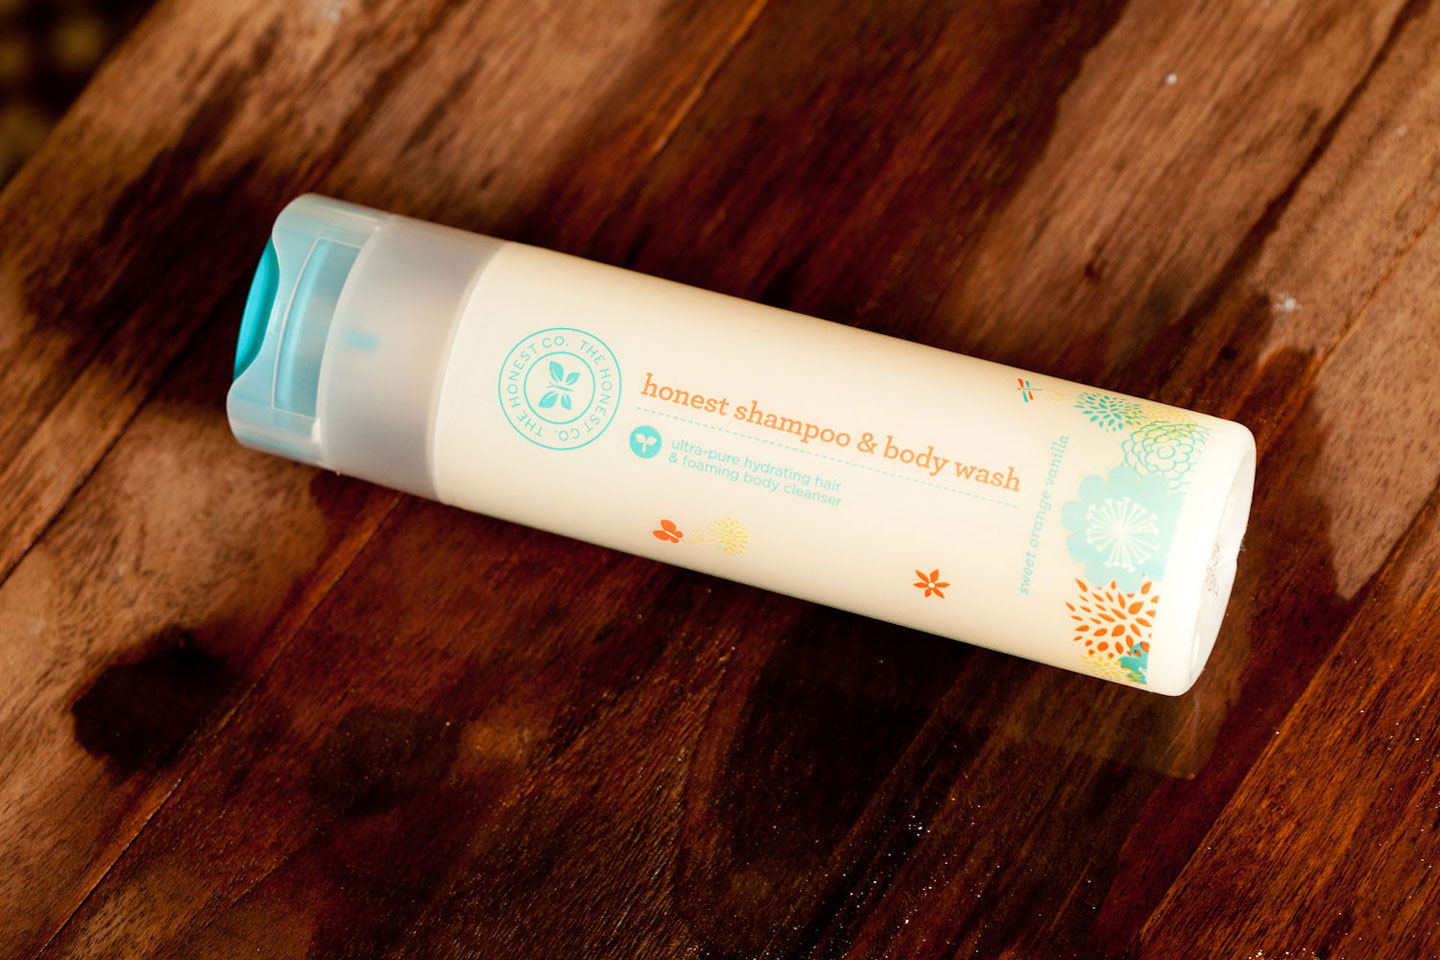 THE HONEST CO. THE HONEST CO.
honest shampoo & body wash
ultra-pure hydrating hair
& foaming body cleanser
sweet orange vanilla